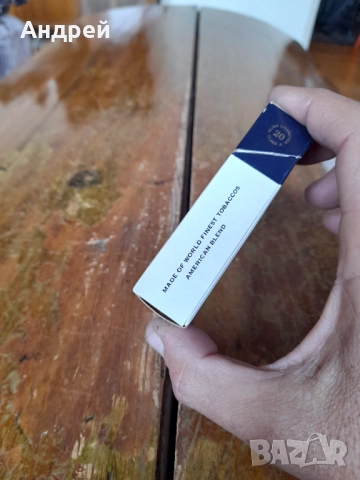 Андрей
20
MADE OF WORLD FINEST TOBACCOS
AMERICAN BLEND
BAZAR